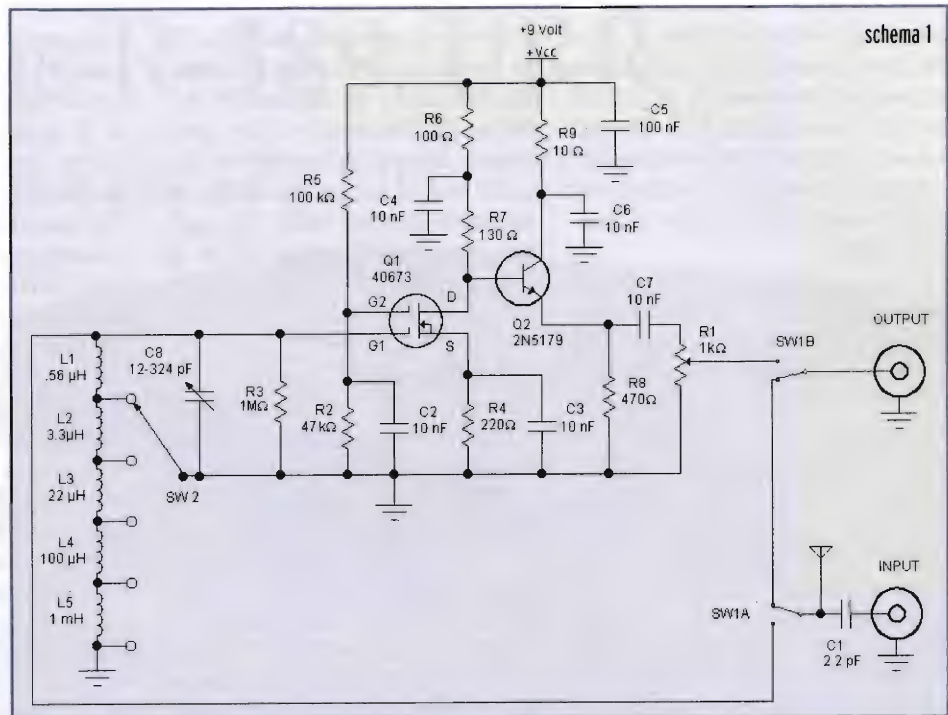 schema 1
+9 Volt
+Vcc
R6
100 Ω
R9
10 Ω
C5
100 nF
R5
100 kΩ
C4
10 nF
R7
130 Ω
C6
10 nF
Q1
40673
G2
D
G1
S
Q2
2N5179
C7
10 nF
R1
1kΩ
SW1B
OUTPUT
L1
.58 µH
C8
12-324 pF
L2
3.3µH
R3
1MΩ
R2
47kΩ
C2
10 nF
R4
220Ω
C3
10 nF
R8
470Ω
L3
22 µH
SW 2
L4
100 µH
L5
1 mH
SW1A
INPUT
C1
2.2 pF